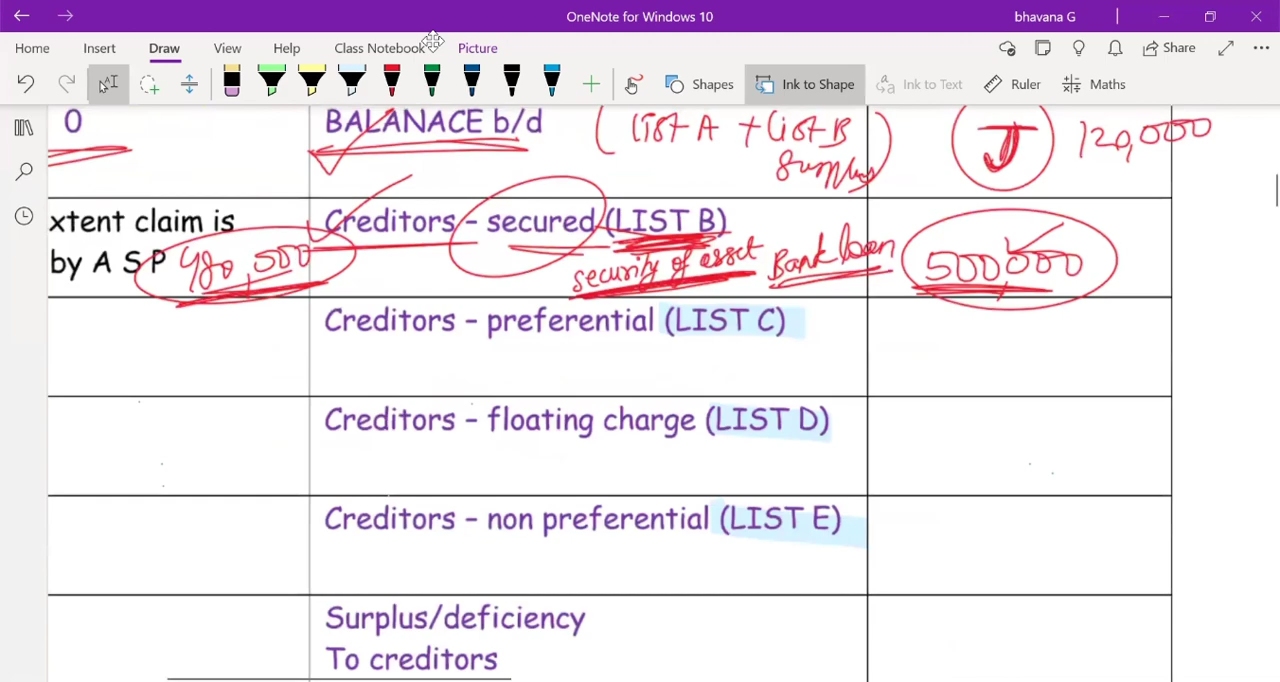 OneNote for Windows 10
bhavana G
Home Insert Draw View Help Class Notebook Picture
Share
Shapes Ink to Shape Ink to Text Ruler Maths
0 BALANACE b/d (List A + List B Surplus) J 120,000
xtent claim is Creditors – secured (LIST B)
by A S P 480,500 security of asset Bank loan 500,000
Creditors – preferential (LIST C)
Creditors – floating charge (LIST D)
Creditors – non preferential (LIST E)
Surplus/deficiency
To creditors